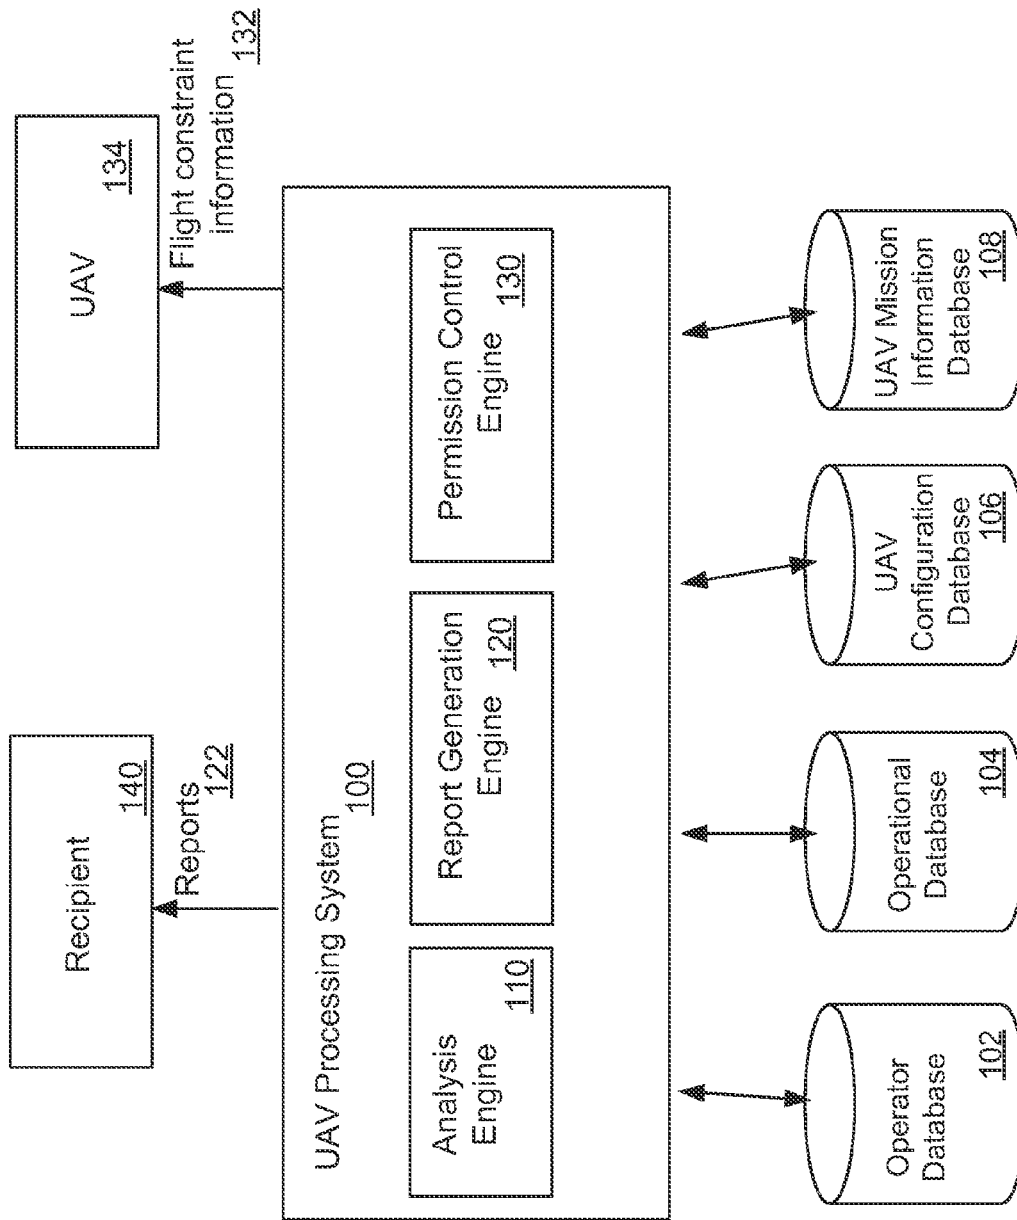 Recipient
140
UAV
134
Reports
122
Flight constraint
information
132
UAV Processing System
100
Analysis
Engine
110
Report Generation
Engine
120
Permission Control
Engine
130
Operator
Database
102
Operational
Database
104
UAV
Configuration
Database
106
UAV Mission
Information
Database
108